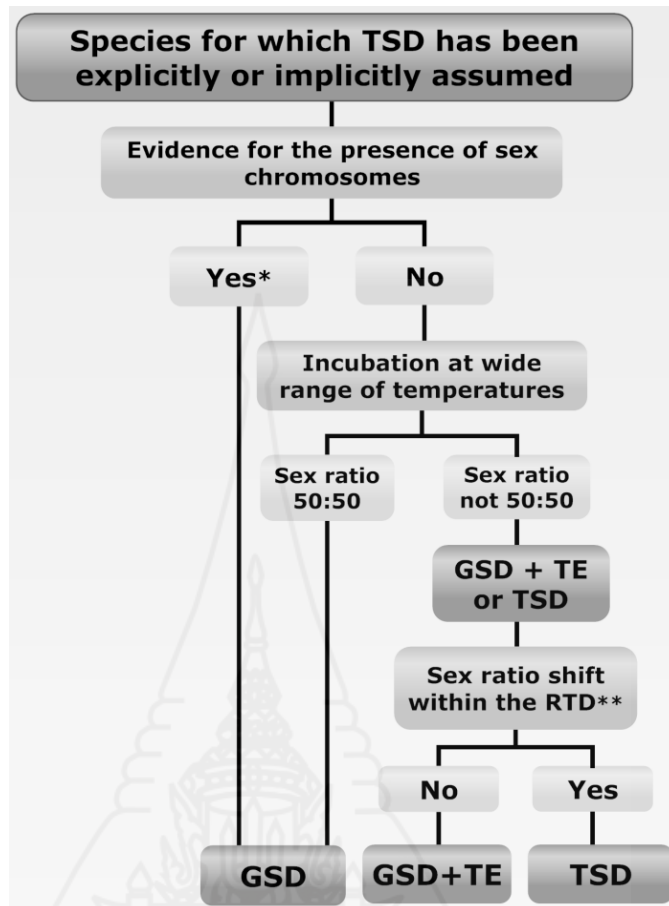 Species for which TSD has been
explicitly or implicitly assumed
Evidence for the presence of sex
chromosomes
Yes*
No
Incubation at wide
range of temperatures
Sex ratio
50:50
Sex ratio
not 50:50
GSD + TE
or TSD
Sex ratio shift
within the RTD**
No
Yes
GSD
GSD+TE
TSD